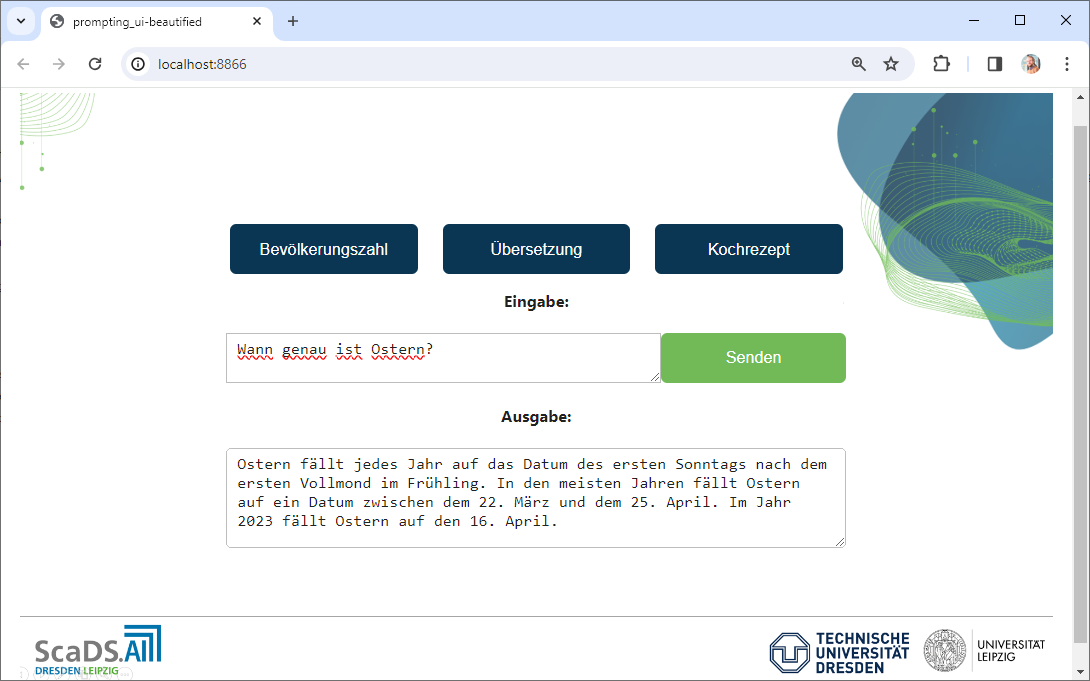 prompting_ui-beautified
localhost:8866
Bevölkerungszahl
Übersetzung
Kochrezept
Eingabe:
Wann genau ist Ostern?
Senden
Ausgabe:
Ostern fällt jedes Jahr auf das Datum des ersten Sonntags nach dem
ersten Vollmond im Frühling. In den meisten Jahren fällt Ostern
auf ein Datum zwischen dem 22. März und dem 25. April. Im Jahr
2023 fällt Ostern auf den 16. April.
ScaDS.AI
DRESDEN LEIPZIG
TECHNISCHE
UNIVERSITÄT
DRESDEN
UNIVERSITÄT
LEIPZIG